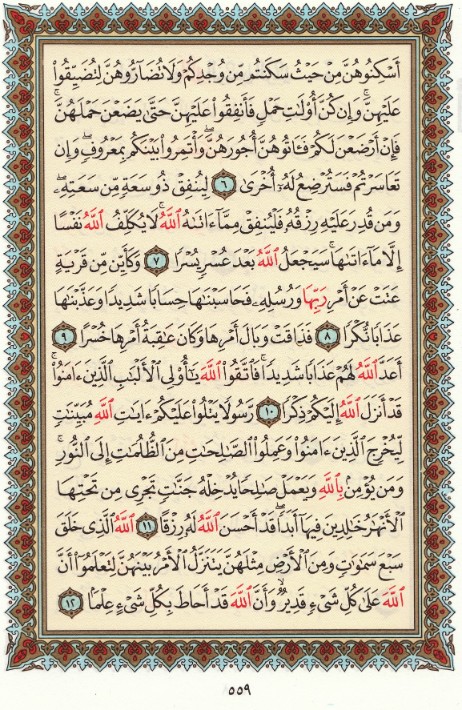 أَسْكِنُوهُنَّ مِنْ حَيْثُ سَكَنتُم مِّن وُجْدِكُمْ وَلَا تُضَآرُّوهُنَّ لِتُضَيِّقُوا۟
عَلَيْهِنَّ ۚ وَإِن كُنَّ أُو۟لَٰتِ حَمْلٍ فَأَنفِقُوا۟ عَلَيْهِنَّ حَتَّىٰ يَضَعْنَ حَمْلَهُنَّ ۚ
فَإِنْ أَرْضَعْنَ لَكُمْ فَـَٔاتُوهُنَّ أُجُورَهُنَّ ۖ وَأْتَمِرُوا۟ بَيْنَكُم بِمَعْرُوفٍ ۖ وَإِن
تَعَاسَرْتُمْ فَسَتُرْضِعُ لَهُۥٓ أُخْرَىٰ ٦ لِيُنفِقْ ذُو سَعَةٍ مِّن سَعَتِهِۦ ۖ
وَمَن قُدِرَ عَلَيْهِ رِزْقُهُۥ فَلْيُنفِقْ مِمَّآ ءَاتَىٰهُ ٱللَّهُ ۚ لَا يُكَلِّفُ ٱللَّهُ نَفْسًا
إِلَّا مَآ ءَاتَىٰهَا ۚ سَيَجْعَلُ ٱللَّهُ بَعْدَ عُسْرٍ يُسْرًا ٧ وَكَأَيِّن مِّن قَرْيَةٍ
عَتَتْ عَنْ أَمْرِ رَبِّهَا وَرُسُلِهِۦ فَحَاسَبْنَٰهَا حِسَابًا شَدِيدًا وَعَذَّبْنَٰهَا
عَذَابًا نُّكْرًا ٨ فَذَاقَتْ وَبَالَ أَمْرِهَا وَكَانَ عَٰقِبَةُ أَمْرِهَا خُسْرًا ٩
أَعَدَّ ٱللَّهُ لَهُمْ عَذَابًا شَدِيدًا ۖ فَٱتَّقُوا۟ ٱللَّهَ يَٰٓأُو۟لِى ٱلْأَلْبَٰبِ ٱلَّذِينَ ءَامَنُوا۟ ۚ
قَدْ أَنزَلَ ٱللَّهُ إِلَيْكُمْ ذِكْرًا ١٠ رَّسُولًا يَتْلُوا۟ عَلَيْكُمْ ءَايَٰتِ ٱللَّهِ مُبَيِّنَٰتٍ
لِّيُخْرِجَ ٱلَّذِينَ ءَامَنُوا۟ وَعَمِلُوا۟ ٱلصَّٰلِحَٰتِ مِنَ ٱلظُّلُمَٰتِ إِلَى ٱلنُّورِ ۚ
وَمَن يُؤْمِنۢ بِٱللَّهِ وَيَعْمَلْ صَٰلِحًا يُدْخِلْهُ جَنَّٰتٍ تَجْرِى مِن تَحْتِهَا
ٱلْأَنْهَٰرُ خَٰلِدِينَ فِيهَآ أَبَدًا ۖ قَدْ أَحْسَنَ ٱللَّهُ لَهُۥ رِزْقًا ١١ ٱللَّهُ ٱلَّذِى خَلَقَ
سَبْعَ سَمَٰوَٰتٍ وَمِنَ ٱلْأَرْضِ مِثْلَهُنَّ يَتَنَزَّلُ ٱلْأَمْرُ بَيْنَهُنَّ لِتَعْلَمُوٓا۟ أَنَّ
ٱللَّهَ عَلَىٰ كُلِّ شَىْءٍ قَدِيرٌ وَأَنَّ ٱللَّهَ قَدْ أَحَاطَ بِكُلِّ شَىْءٍ عِلْمًۢا ١٢
٥٥٩